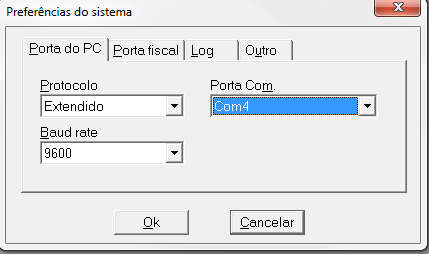 Preferências do sistema
Porta do PC Porta fiscal Log Outro
Protocolo Porta Com.
Extendido Com4
Baud rate
9600
Ok Cancelar